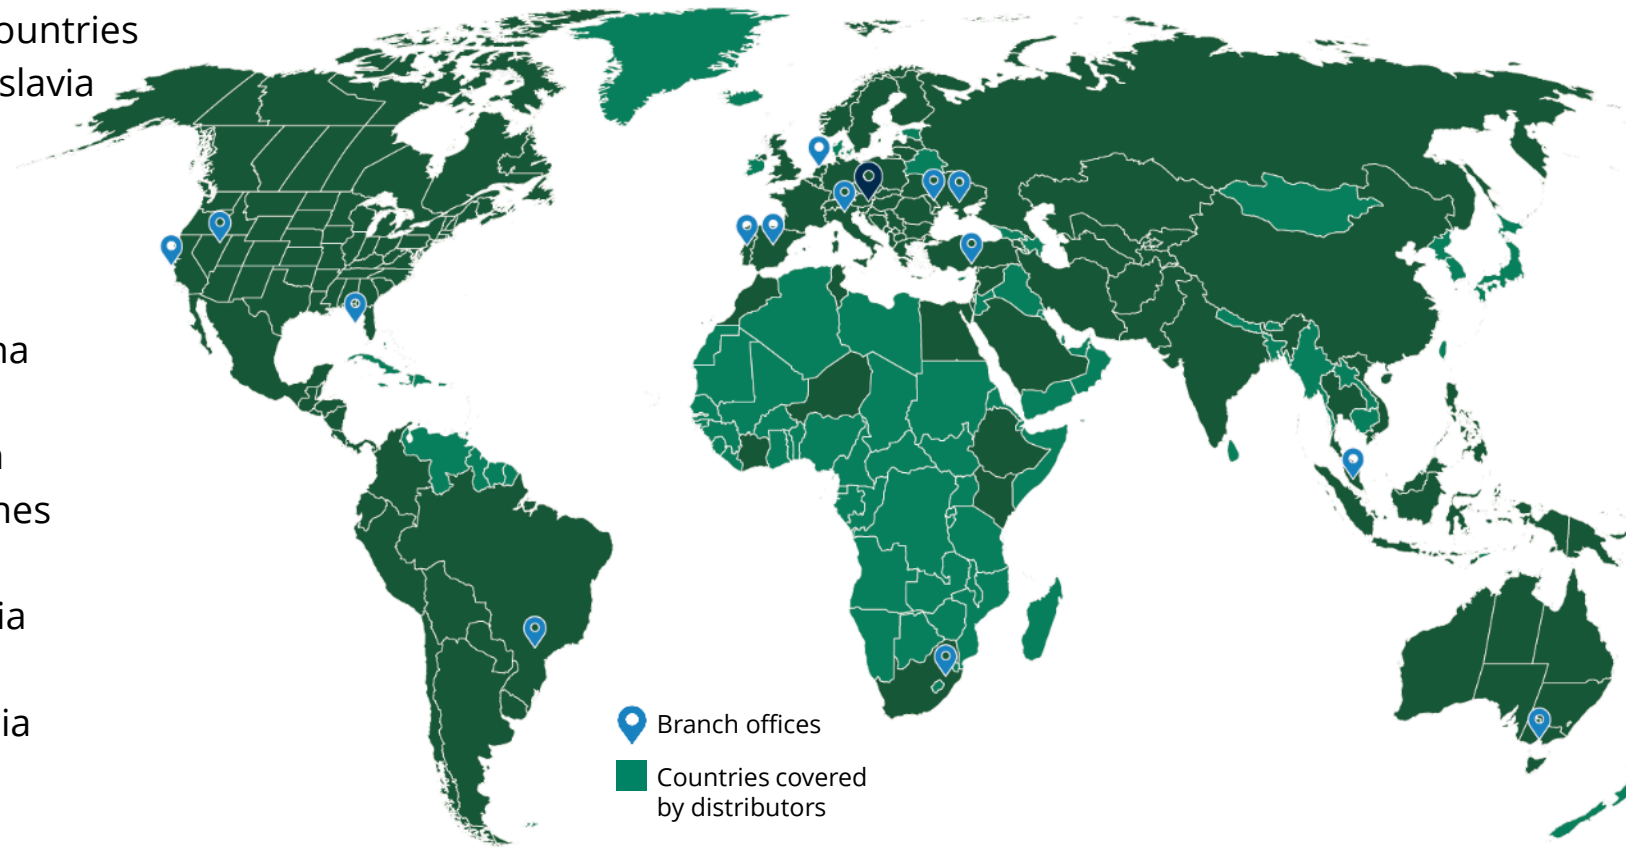 ountries
slavia
na
nes
ia
ia
Branch offices
Countries covered
by distributors